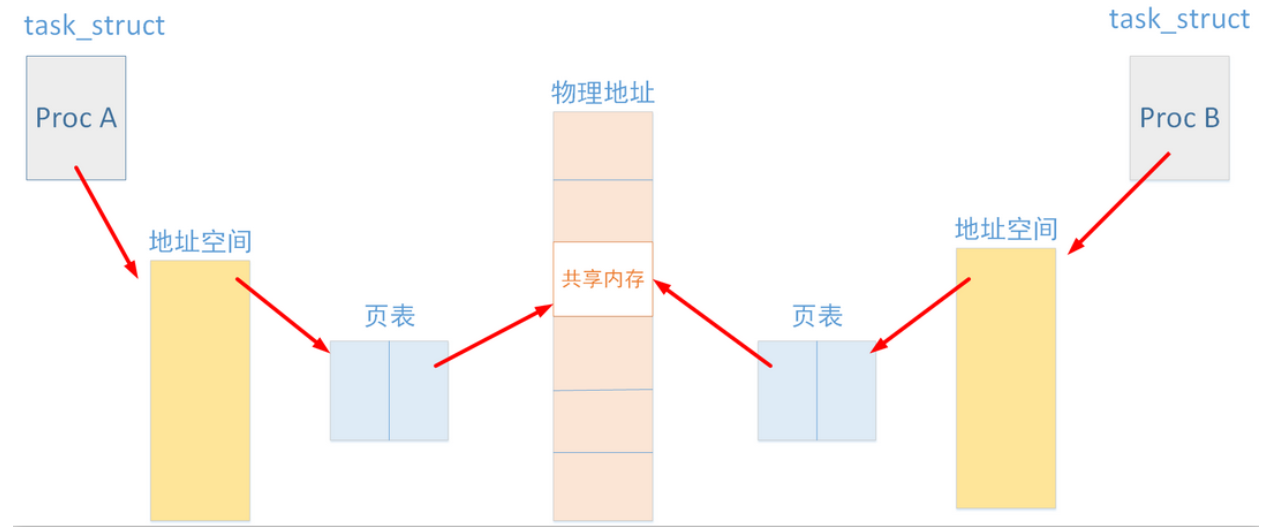 task_struct
task_struct
Proc A
Proc B
物理地址
地址空间
地址空间
共享内存
页表
页表